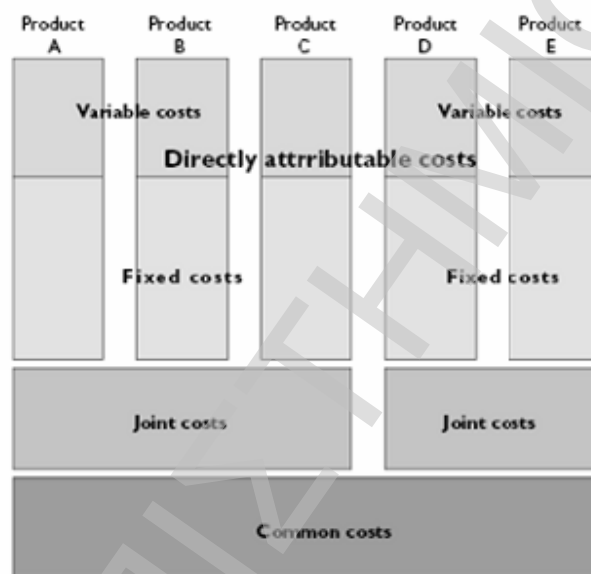 Product Product Product Product Product
A B C D E
Variable costs Variable costs
Directly attrributable costs
Fixed costs Fixed costs
Joint costs Joint costs
Common costs